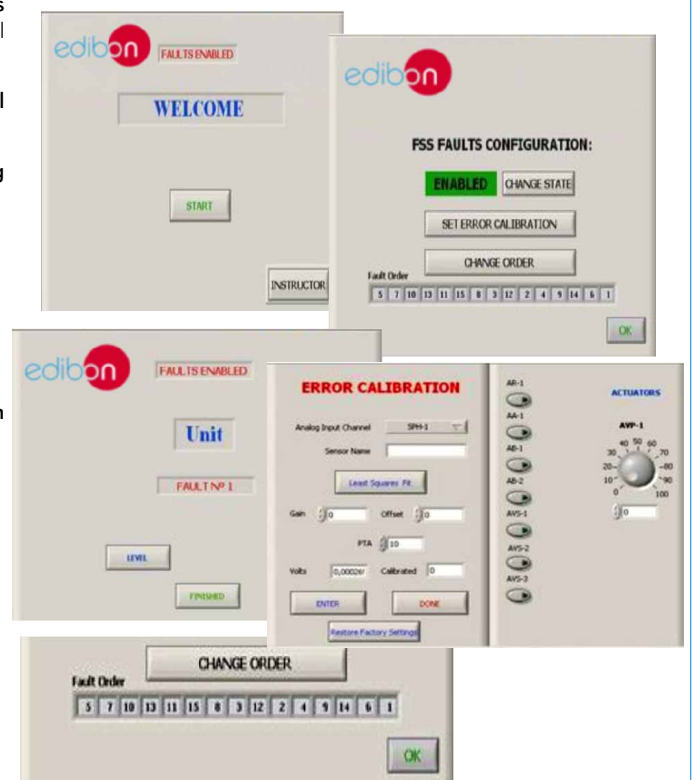 edibon
FAULTS ENABLED
WELCOME
START
INSTRUCTOR
edibon
FSS FAULTS CONFIGURATION:
ENABLED CHANGE STATE
SET ERROR CALIBRATION
CHANGE ORDER
Fault Order
5 7 10 13 11 15 8 3 12 2 4 9 14 6 1
OK
edibon
FAULTS ENABLED
Unit
FAULT Nº 1
LEVEL
FINISHED
ERROR CALIBRATION
Analog Input Channel SPH-1
Sensor Name
Least Squares Fit
Gain 0 Offset 0
PTA 10
Volts Calibrated 0
ENTER DONE
Restore Factory Settings
AR-1
AA-1
AB-1
AB-2
AVS-1
AVS-2
AVS-3
ACTUATORS
AVP-1
0 10 20 30 40 50 60 70 80 90 100
0
CHANGE ORDER
Fault Order
5 7 10 13 11 15 8 3 12 2 4 9 14 6 1
OK